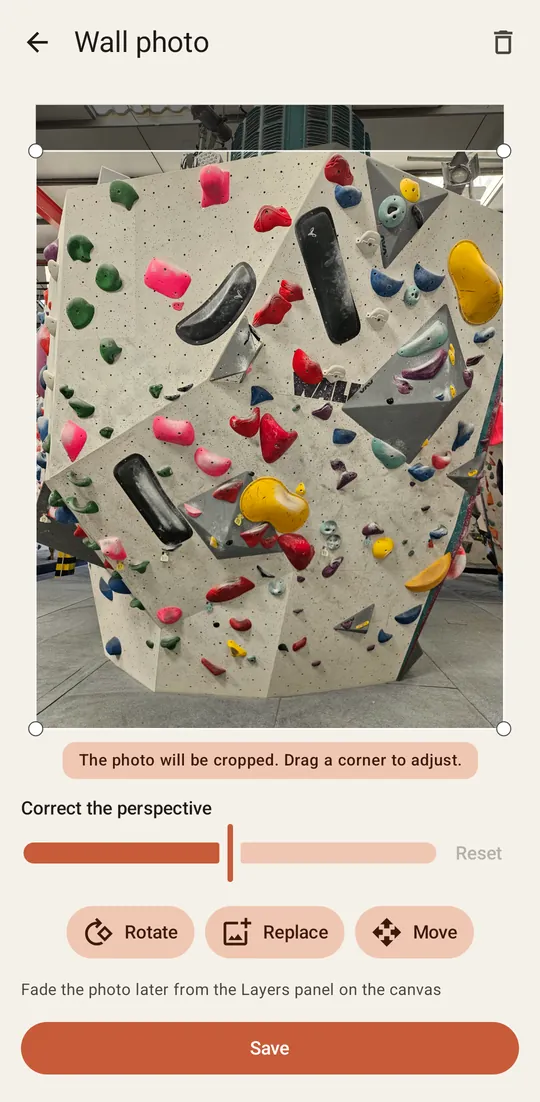 Wall photo
WALL
The photo will be cropped. Drag a corner to adjust.
Correct the perspective
Reset
Rotate
Replace
Move
Fade the photo later from the Layers panel on the canvas
Save